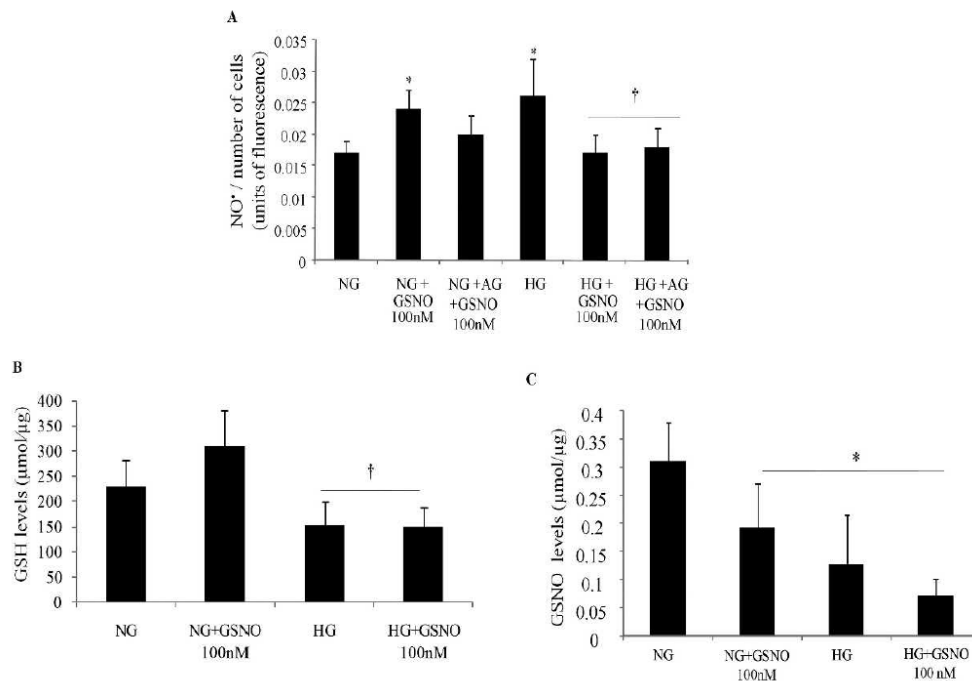 A
NO• / number of cells
(units of fluorescence)
0.035
0.03
0.025
0.02
0.015
0.01
0.005
0
*
*
†
NG
NG +
GSNO
100nM
NG +AG
+GSNO
100nM
HG
HG +
GSNO
100nM
HG +AG
+GSNO
100nM
B
GSH levels (μmol/μg)
400
350
300
250
200
150
100
50
0
†
NG
NG+GSNO
100nM
HG
HG+GSNO
100nM
C
GSNO levels (μmol/μg)
0.4
0.35
0.3
0.25
0.2
0.15
0.1
0.05
0
*
NG
NG+GSNO
100nM
HG
HG+GSNO
100 nM